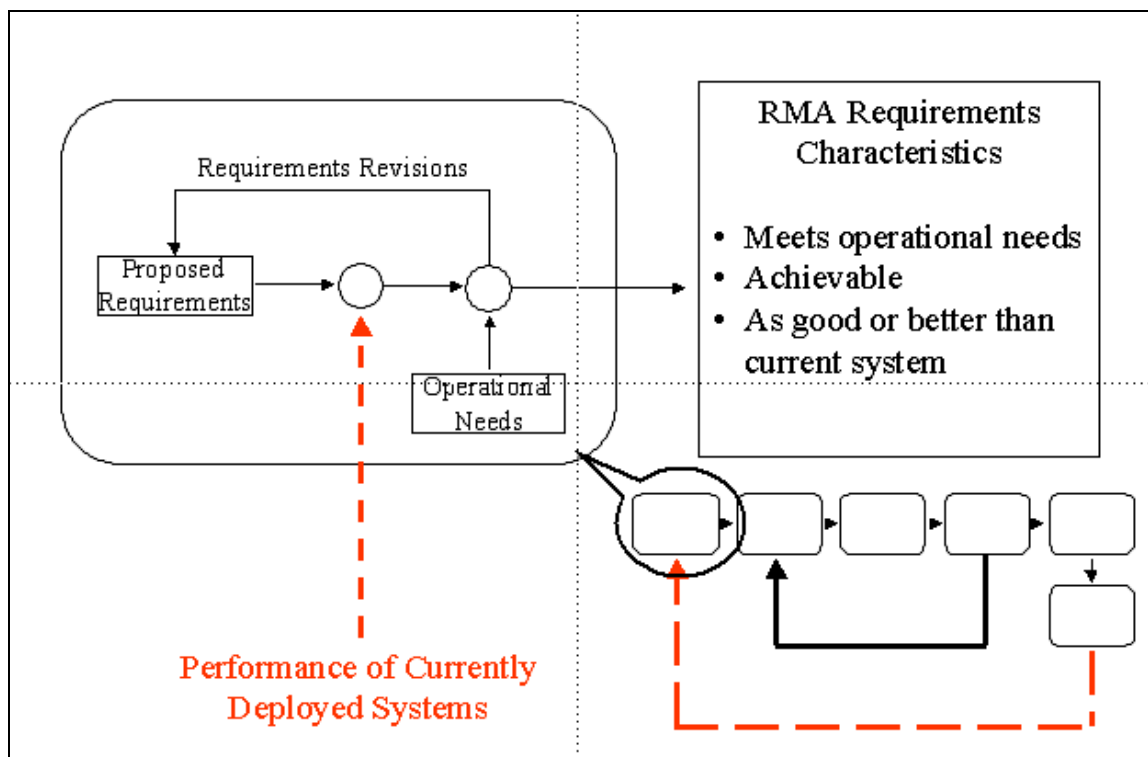 Requirements Revisions
Proposed
Requirements
Operational
Needs
RMA Requirements
Characteristics
• Meets operational needs
• Achievable
• As good or better than
current system
Performance of Currently
Deployed Systems